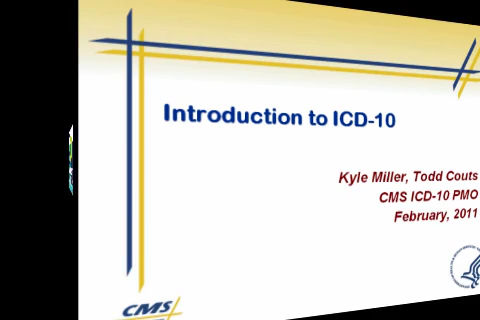 Introduction to ICD-10
Kyle Miller, Todd Couts
CMS ICD-10 PMO
February, 2011
CMS